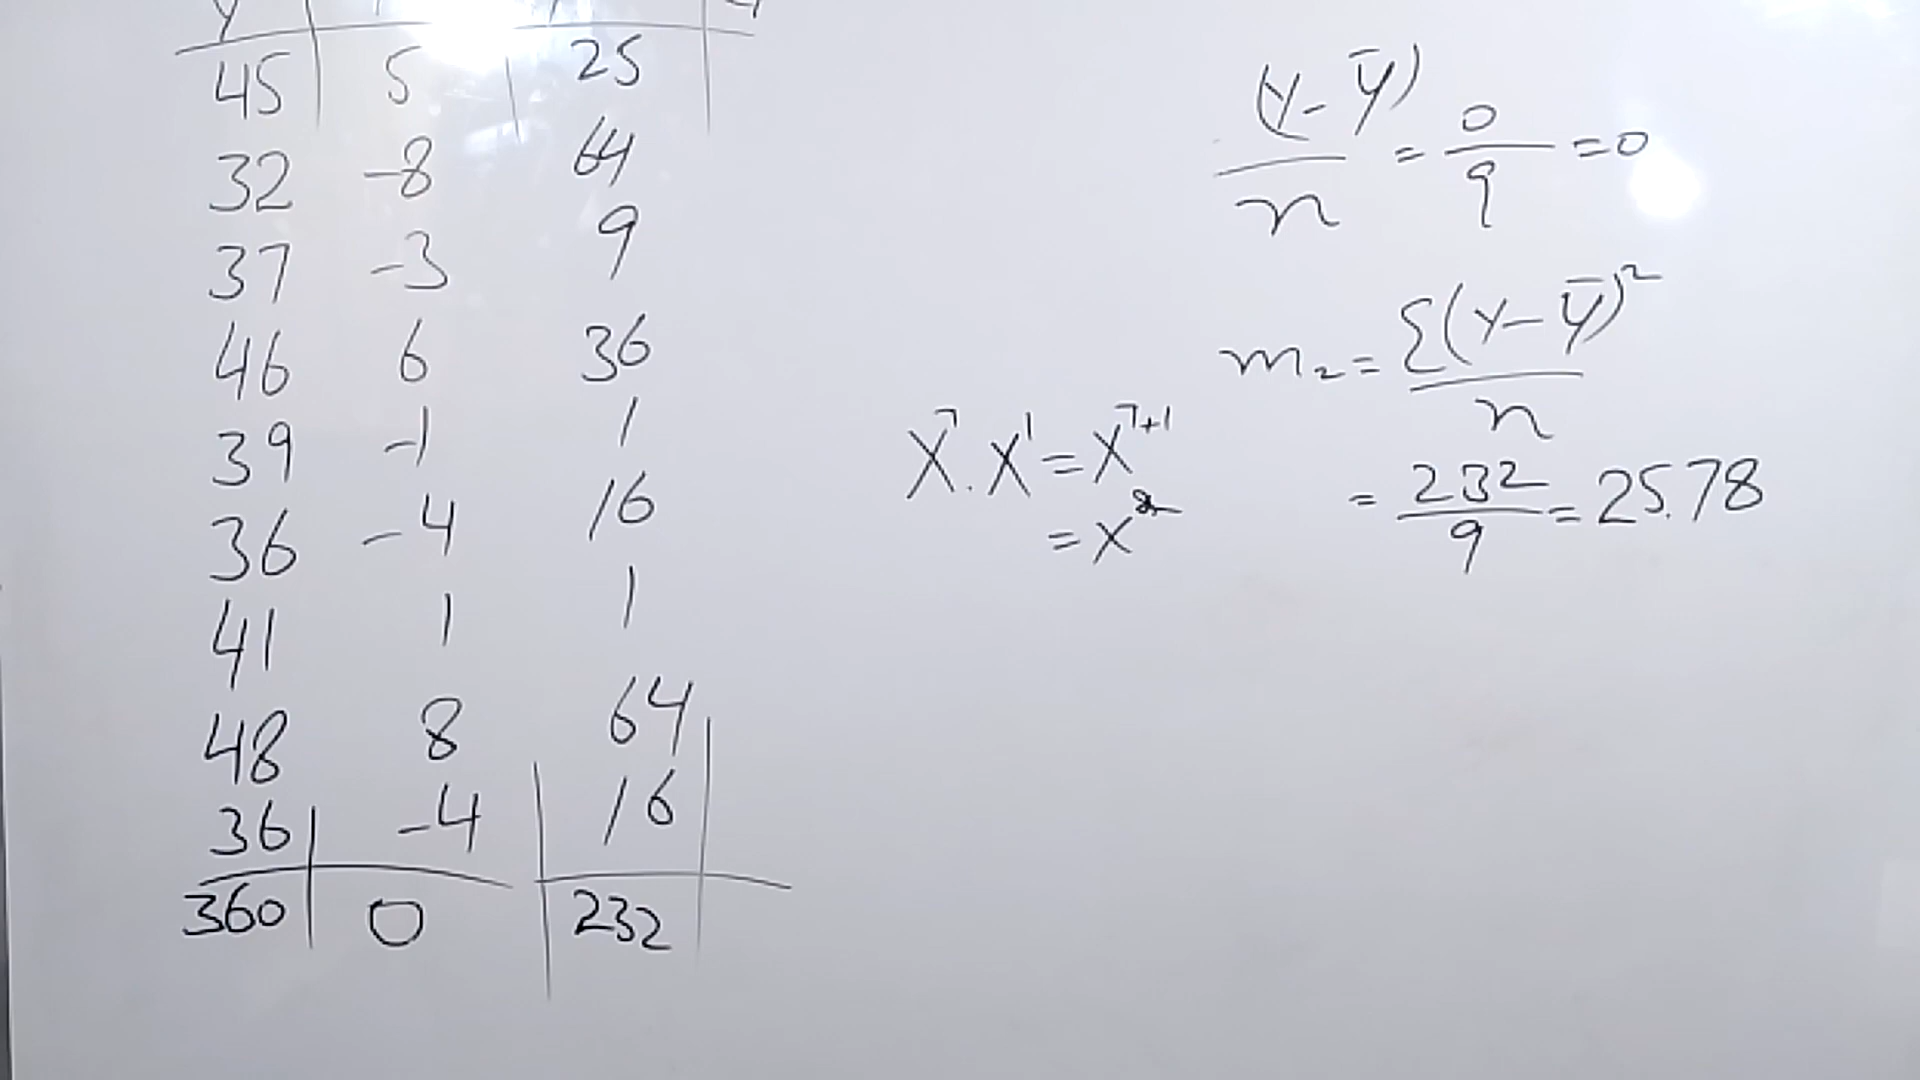 y
45 5 25
32 -8 64
37 -3 9
46 6 36
39 -1 1
36 -4 16
41 1 1
48 8 64
36 -4 16
360 0 232
X⁷.X¹=X⁷⁺¹
=X⁸
(y-ȳ)/n = 0/9 =0
m₂= Σ(y-ȳ)²/n
= 232/9 =25.78